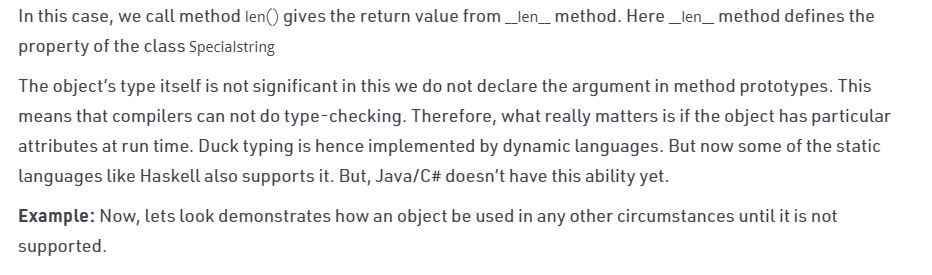 In this case, we call method len() gives the return value from __len__ method. Here __len__ method defines the
property of the class Specialstring
The object's type itself is not significant in this we do not declare the argument in method prototypes. This
means that compilers can not do type-checking. Therefore, what really matters is if the object has particular
attributes at run time. Duck typing is hence implemented by dynamic languages. But now some of the static
languages like Haskell also supports it. But, Java/C# doesn't have this ability yet.
Example: Now, lets look demonstrates how an object be used in any other circumstances until it is not
supported.